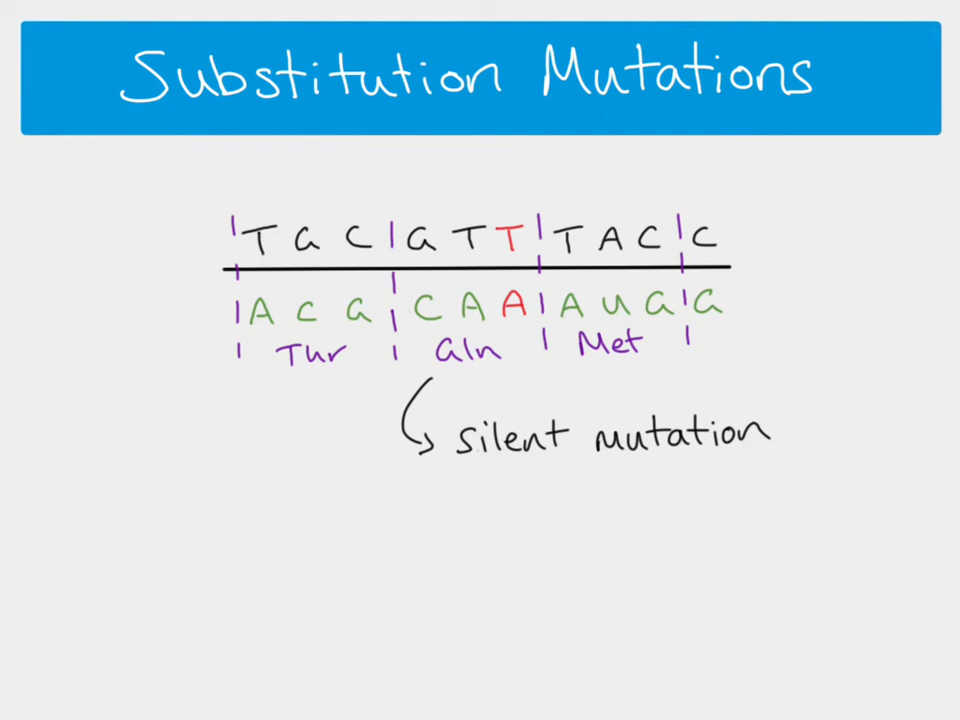 Substitution Mutations
T G C G T T T A C C
A C G C A A A U G G
Thr Gln Met
silent mutation